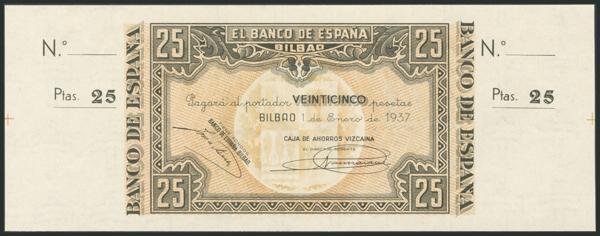 N.º
Ptas. 25
BANCO DE ESPAÑA
25
EL BANCO DE ESPAÑA
BILBAO
25
Pagará al portador VEINTICINCO pesetas
BILBAO 1 de Enero de 1937
CAJA DE AHORROS VIZCAINA
25
25
BANCO DE ESPAÑA
N.º
Ptas. 25